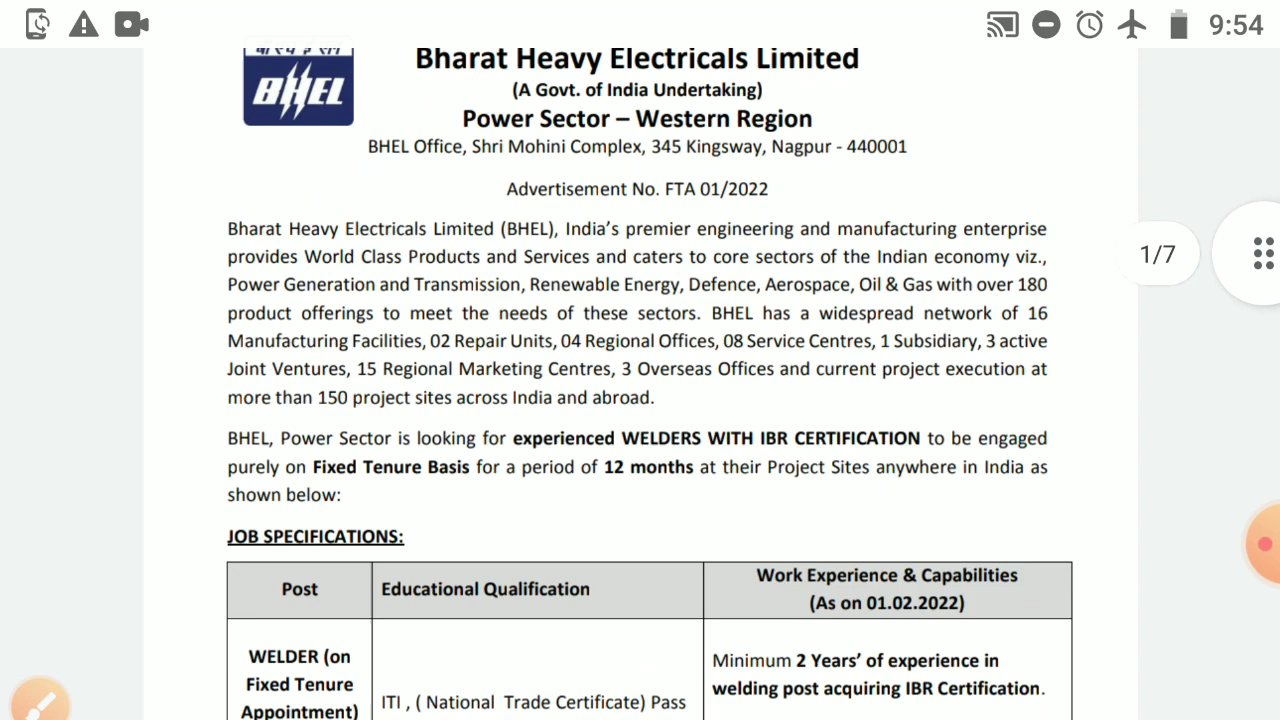 9:54
BHEL
Bharat Heavy Electricals Limited
(A Govt. of India Undertaking)
Power Sector – Western Region
BHEL Office, Shri Mohini Complex, 345 Kingsway, Nagpur - 440001
Advertisement No. FTA 01/2022
1/7
Bharat Heavy Electricals Limited (BHEL), India’s premier engineering and manufacturing enterprise
provides World Class Products and Services and caters to core sectors of the Indian economy viz.,
Power Generation and Transmission, Renewable Energy, Defence, Aerospace, Oil & Gas with over 180
product offerings to meet the needs of these sectors. BHEL has a widespread network of 16
Manufacturing Facilities, 02 Repair Units, 04 Regional Offices, 08 Service Centres, 1 Subsidiary, 3 active
Joint Ventures, 15 Regional Marketing Centres, 3 Overseas Offices and current project execution at
more than 150 project sites across India and abroad.
BHEL, Power Sector is looking for experienced WELDERS WITH IBR CERTIFICATION to be engaged
purely on Fixed Tenure Basis for a period of 12 months at their Project Sites anywhere in India as
shown below:
JOB SPECIFICATIONS:
Post
Educational Qualification
Work Experience & Capabilities
(As on 01.02.2022)
WELDER (on
Fixed Tenure
Appointment)
ITI , ( National Trade Certificate) Pass
Minimum 2 Years’ of experience in
welding post acquiring IBR Certification.